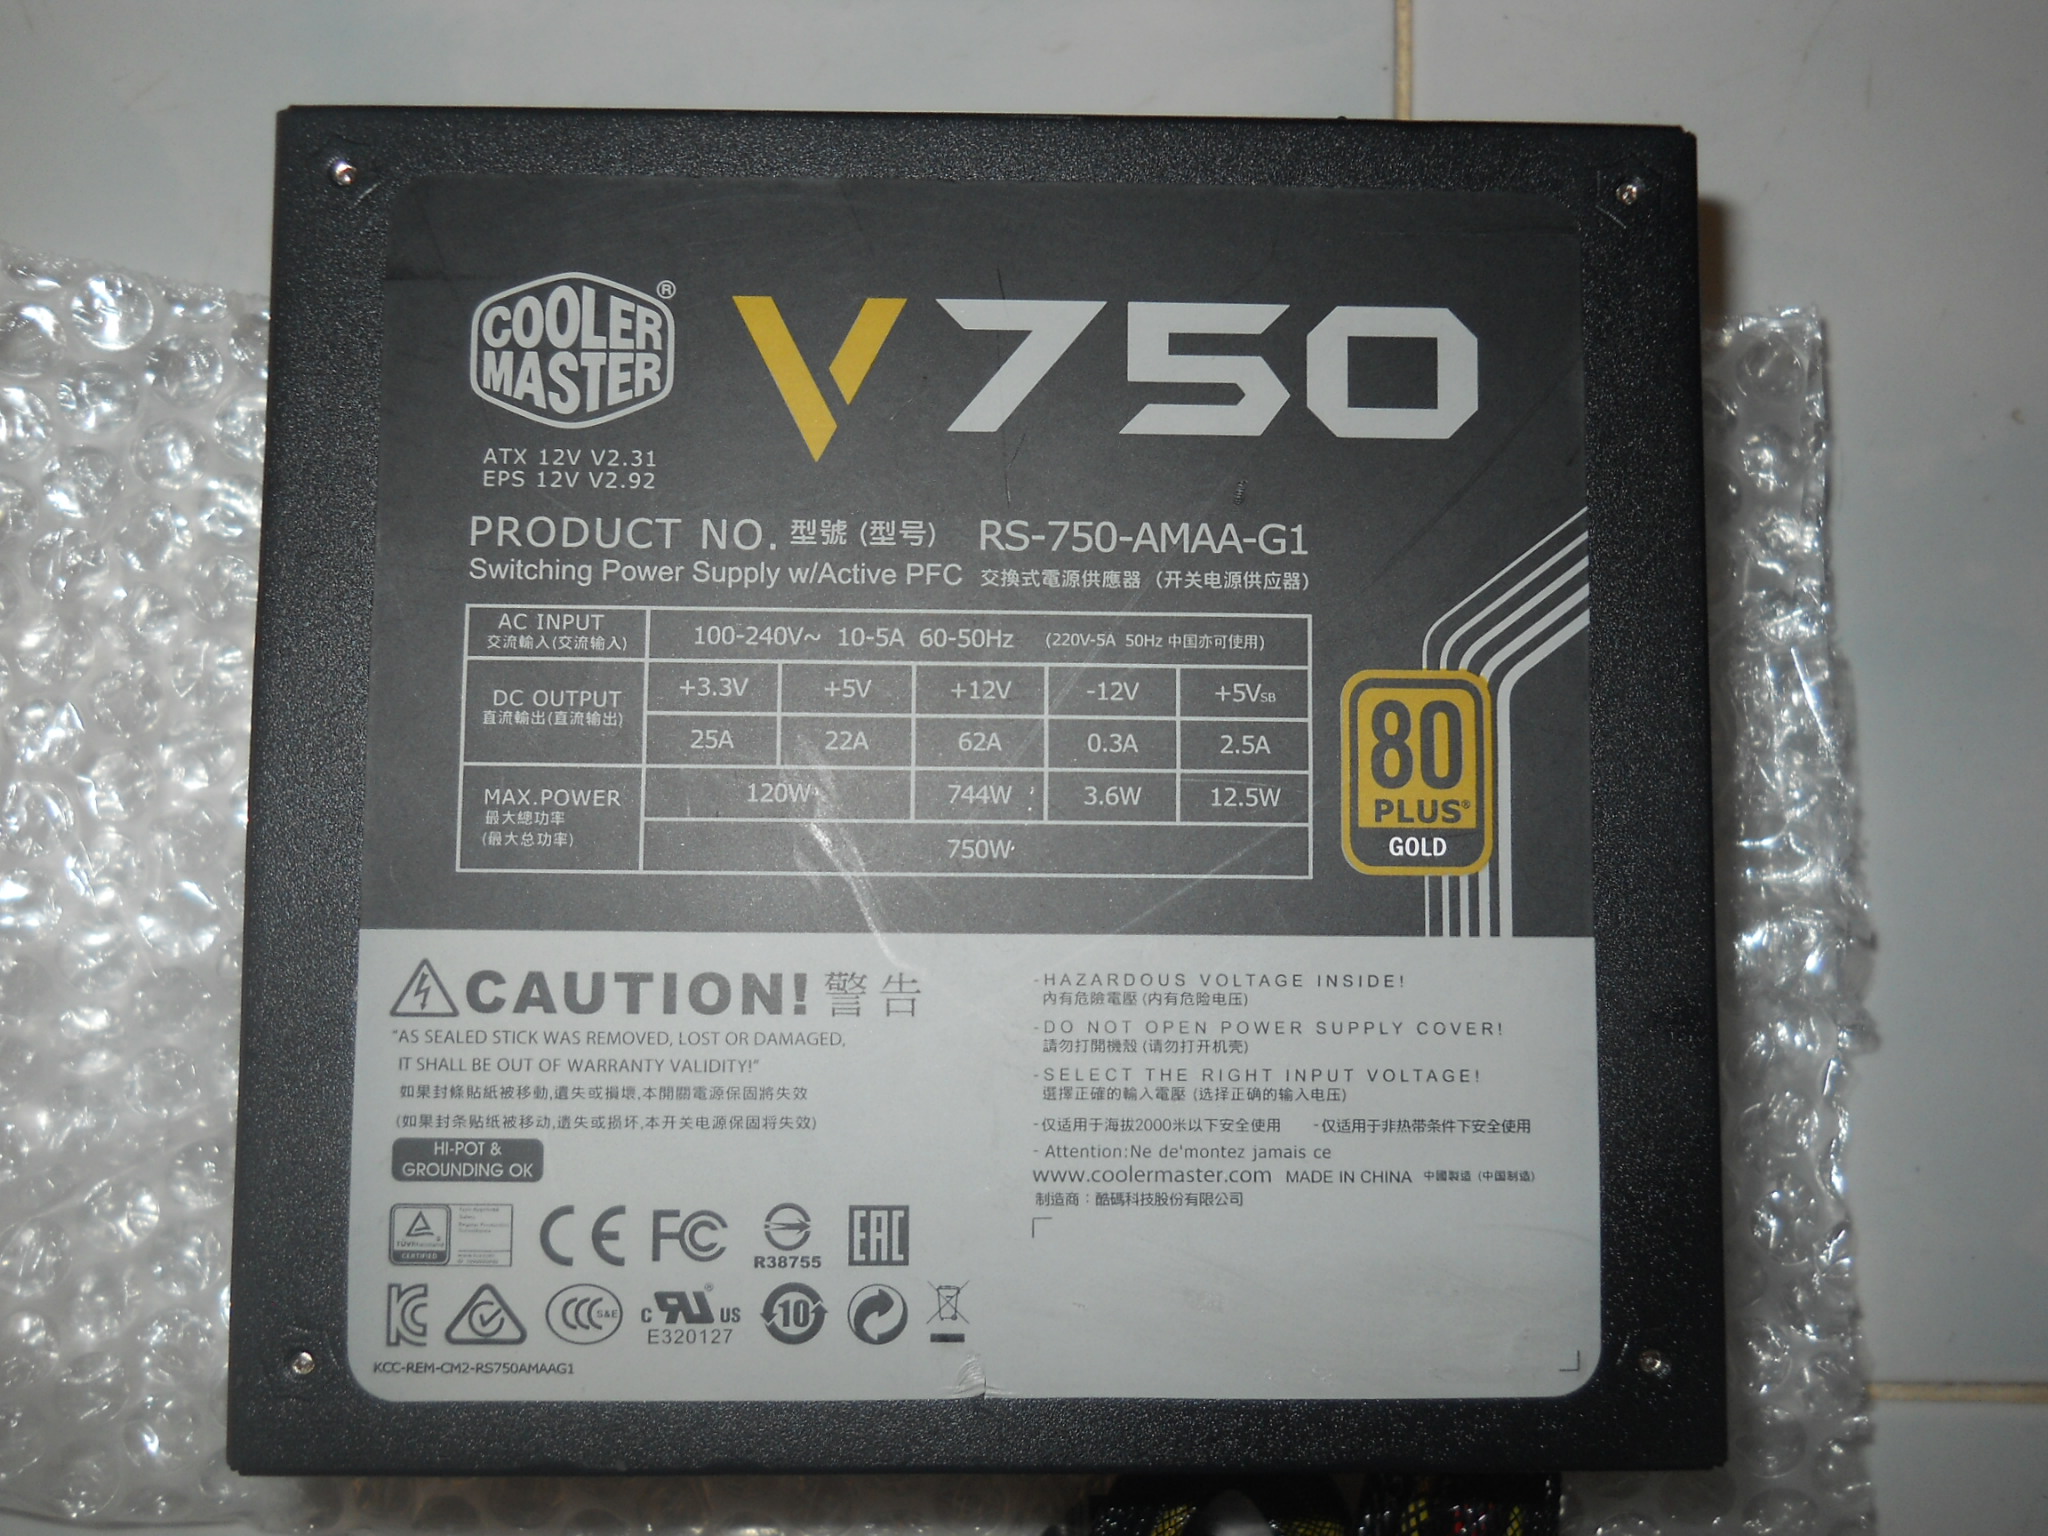 COOLER MASTER®
V750
ATX 12V V2.31
EPS 12V V2.92
PRODUCT NO. 型號 (型号) RS-750-AMAA-G1
Switching Power Supply w/Active PFC 交換式電源供應器 (开关电源供应器)
AC INPUT 100-240V~ 10-5A 60-50Hz (220V-5A 50Hz 中国亦可使用)
交流輸入(交流输入)
DC OUTPUT +3.3V +5V +12V -12V +5VSB
直流輸出(直流输出) 25A 22A 62A 0.3A 2.5A
MAX.POWER 120W 744W 3.6W 12.5W
最大總功率
(最大总功率) 750W
80
PLUS®
GOLD
CAUTION! 警告
"AS SEALED STICK WAS REMOVED, LOST OR DAMAGED,
IT SHALL BE OUT OF WARRANTY VALIDITY!"
如果封條貼紙被移動,遺失或損壞,本開關電源保固將失效
(如果封条贴纸被移动,遗失或损坏,本开关电源保固将失效)
HI-POT &
GROUNDING OK
-HAZARDOUS VOLTAGE INSIDE!
內有危險電壓 (内有危险电压)
-DO NOT OPEN POWER SUPPLY COVER!
請勿打開機殼 (请勿打开机壳)
-SELECT THE RIGHT INPUT VOLTAGE!
選擇正確的輸入電壓 (选择正确的输入电压)
-仅适用于海拔2000米以下安全使用 -仅适用于非热带条件下安全使用
- Attention:Ne de'montez jamais ce
www.coolermaster.com MADE IN CHINA 中國製造 (中国制造)
制造商：酷碼科技股份有限公司
TÜVRheinland
CERTIFIED
CE FC R38755 EAC
KC CCC S&E c RU US 10
E320127
KCC-REM-CM2-RS750AMAAG1